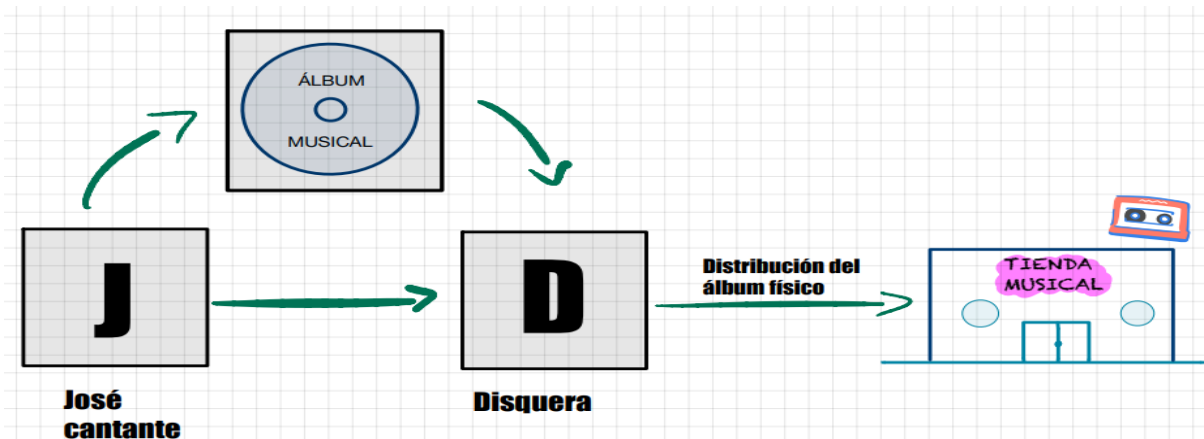 ÁLBUM
MUSICAL
J
José
cantante
D
Disquera
Distribución del
álbum físico
TIENDA
MUSICAL